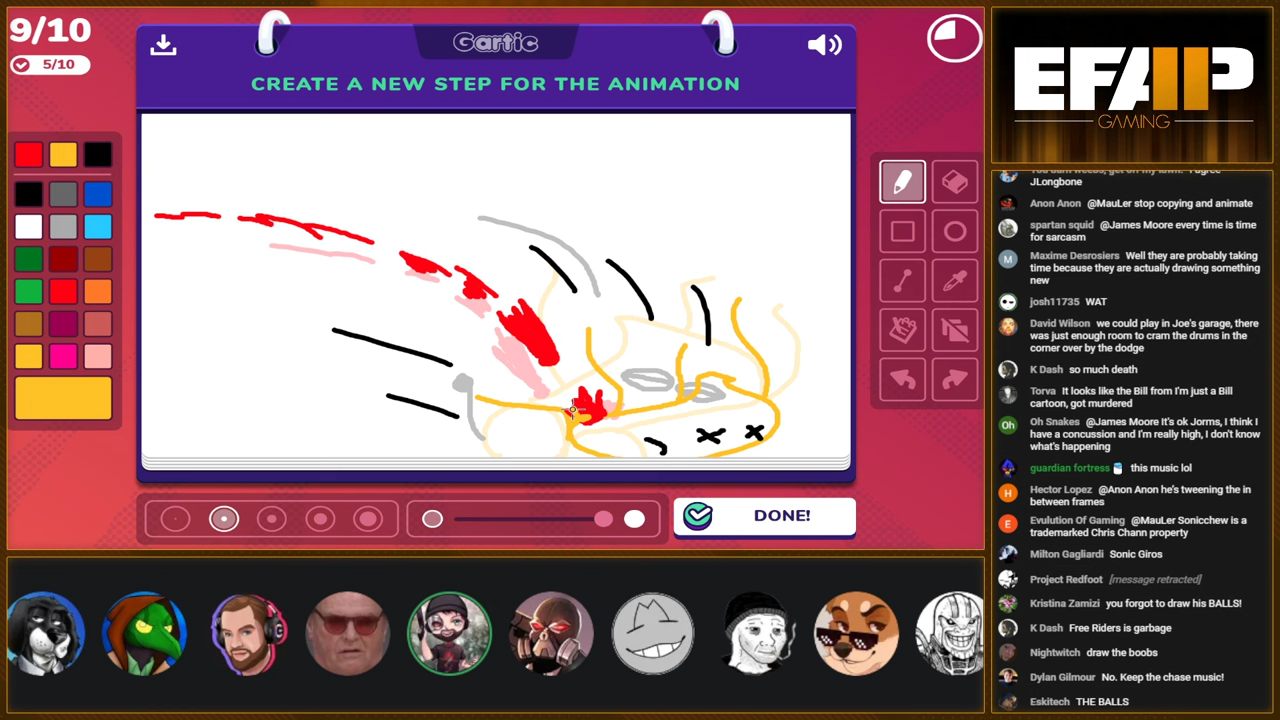 9/10
5/10
Gartic
CREATE A NEW STEP FOR THE ANIMATION
DONE!
EFAP
GAMING
JLongbone
Anon Anon @MauLer stop copying and animate
spartan squid @James Moore every time is time
for sarcasm
Maxime Desrosiers Well they are probably taking
time because they are actually drawing something
new
josh11735 WAT
David Wilson we could play in Joe's garage, there
was just enough room to cram the drums in the
corner over by the dodge
K Dash so much death
Torva It looks like the Bill from I'm just a Bill
cartoon, got murdered
Oh Snakes @James Moore It's ok Jorms, I think I
have a concussion and I'm really high, I don't know
what's happening
guardian fortress this music lol
Hector Lopez @Anon Anon he's tweening the in
between frames
Evulution Of Gaming @MauLer Sonicchew is a
trademarked Chris Chann property
Milton Gagliardi Sonic Giros
Project Redfoot [message retracted]
Kristina Zamizi you forgot to draw his BALLS!
K Dash Free Riders is garbage
Nightwitch draw the boobs
Dylan Gilmour No. Keep the chase music!
Eskitech THE BALLS